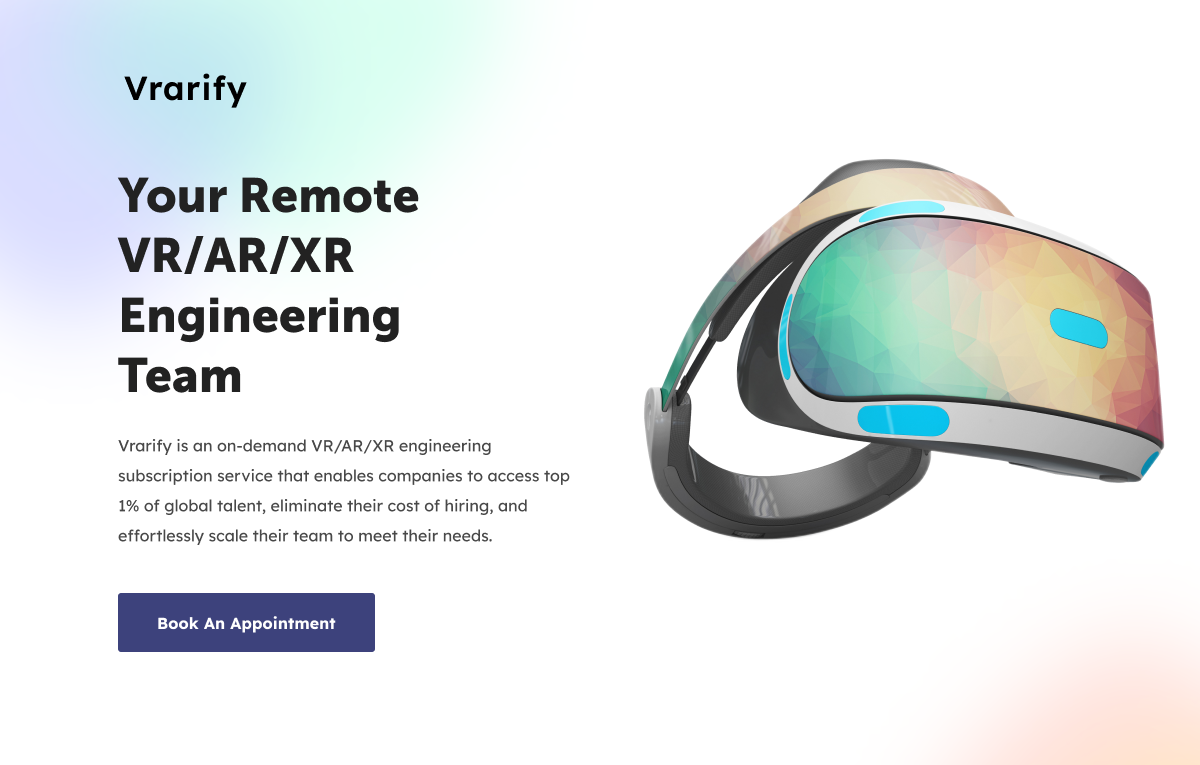 Vrarify
Your Remote
VR/AR/XR
Engineering
Team
Vrarify is an on-demand VR/AR/XR engineering
subscription service that enables companies to access top
1% of global talent, eliminate their cost of hiring, and
effortlessly scale their team to meet their needs.
Book An Appointment